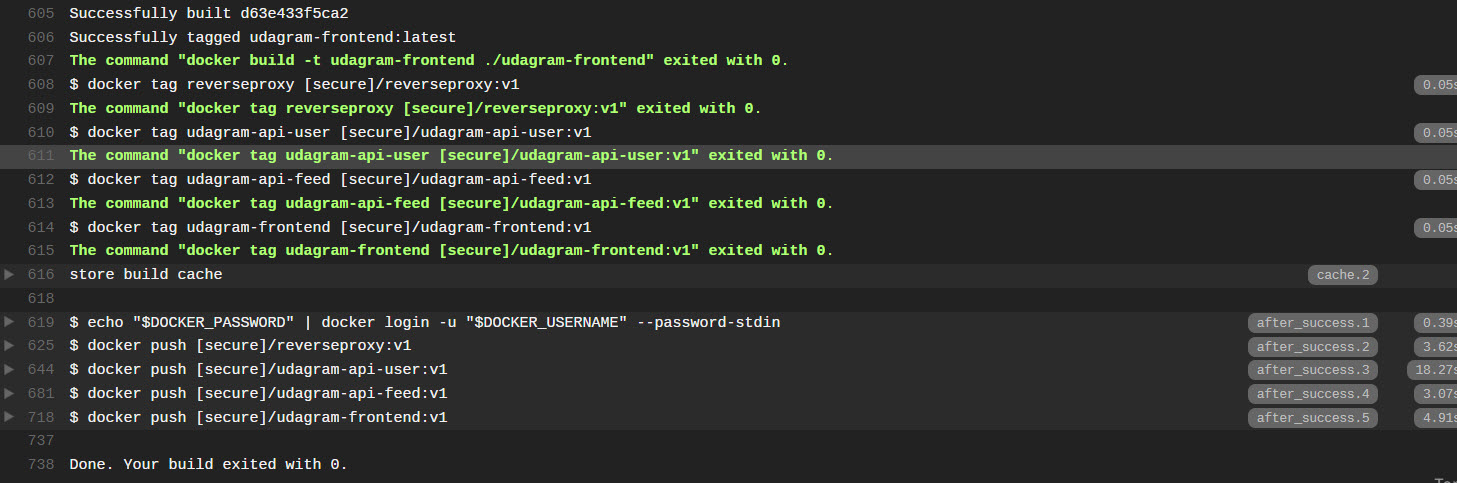 605 Successfully built d63e433f5ca2
606 Successfully tagged udagram-frontend:latest
607 The command "docker build -t udagram-frontend ./udagram-frontend" exited with 0.
608 $ docker tag reverseproxy [secure]/reverseproxy:v1 0.05s
609 The command "docker tag reverseproxy [secure]/reverseproxy:v1" exited with 0.
610 $ docker tag udagram-api-user [secure]/udagram-api-user:v1 0.05s
611 The command "docker tag udagram-api-user [secure]/udagram-api-user:v1" exited with 0.
612 $ docker tag udagram-api-feed [secure]/udagram-api-feed:v1 0.05s
613 The command "docker tag udagram-api-feed [secure]/udagram-api-feed:v1" exited with 0.
614 $ docker tag udagram-frontend [secure]/udagram-frontend:v1 0.05s
615 The command "docker tag udagram-frontend [secure]/udagram-frontend:v1" exited with 0.
616 store build cache cache.2
618
619 $ echo "$DOCKER_PASSWORD" | docker login -u "$DOCKER_USERNAME" --password-stdin after_success.1 0.39s
625 $ docker push [secure]/reverseproxy:v1 after_success.2 3.62s
644 $ docker push [secure]/udagram-api-user:v1 after_success.3 18.27s
681 $ docker push [secure]/udagram-api-feed:v1 after_success.4 3.07s
718 $ docker push [secure]/udagram-frontend:v1 after_success.5 4.91s
737
738 Done. Your build exited with 0.